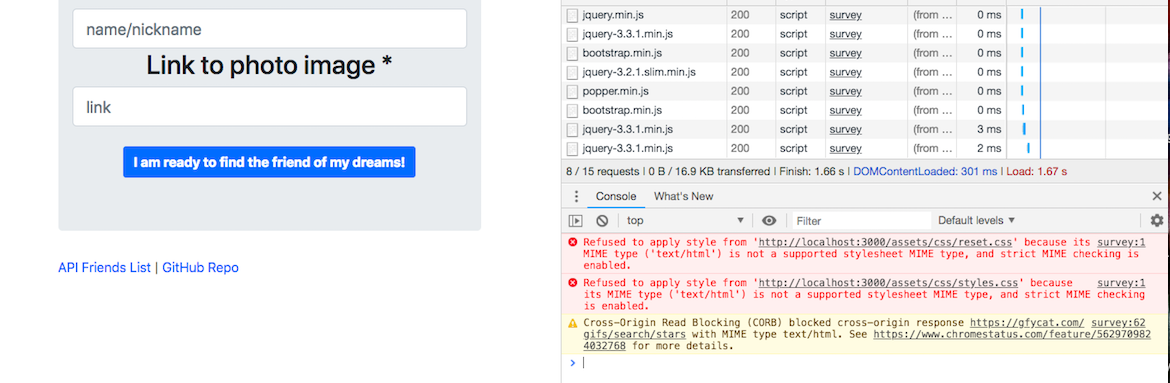 name/nickname
Link to photo image *
link
I am ready to find the friend of my dreams!
API Friends List | GitHub Repo
jquery.min.js 200 script survey (from ... 0 ms
jquery-3.3.1.min.js 200 script survey (from ... 0 ms
bootstrap.min.js 200 script survey (from ... 0 ms
jquery-3.2.1.slim.min.js 200 script survey (from ... 0 ms
popper.min.js 200 script survey (from ... 0 ms
bootstrap.min.js 200 script survey (from ... 0 ms
jquery-3.3.1.min.js 200 script survey (from ... 3 ms
jquery-3.3.1.min.js 200 script survey (from ... 2 ms
8 / 15 requests | 0 B / 16.9 KB transferred | Finish: 1.66 s | DOMContentLoaded: 301 ms | Load: 1.67 s
Console What's New
top Filter Default levels
Refused to apply style from 'http://localhost:3000/assets/css/reset.css' because its survey:1
MIME type ('text/html') is not a supported stylesheet MIME type, and strict MIME checking is
enabled.
Refused to apply style from 'http://localhost:3000/assets/css/styles.css' because survey:1
its MIME type ('text/html') is not a supported stylesheet MIME type, and strict MIME checking
is enabled.
Cross-Origin Read Blocking (CORB) blocked cross-origin response https://gfycat.com/ survey:62
gifs/search/stars with MIME type text/html. See https://www.chromestatus.com/feature/562970982
4032768 for more details.